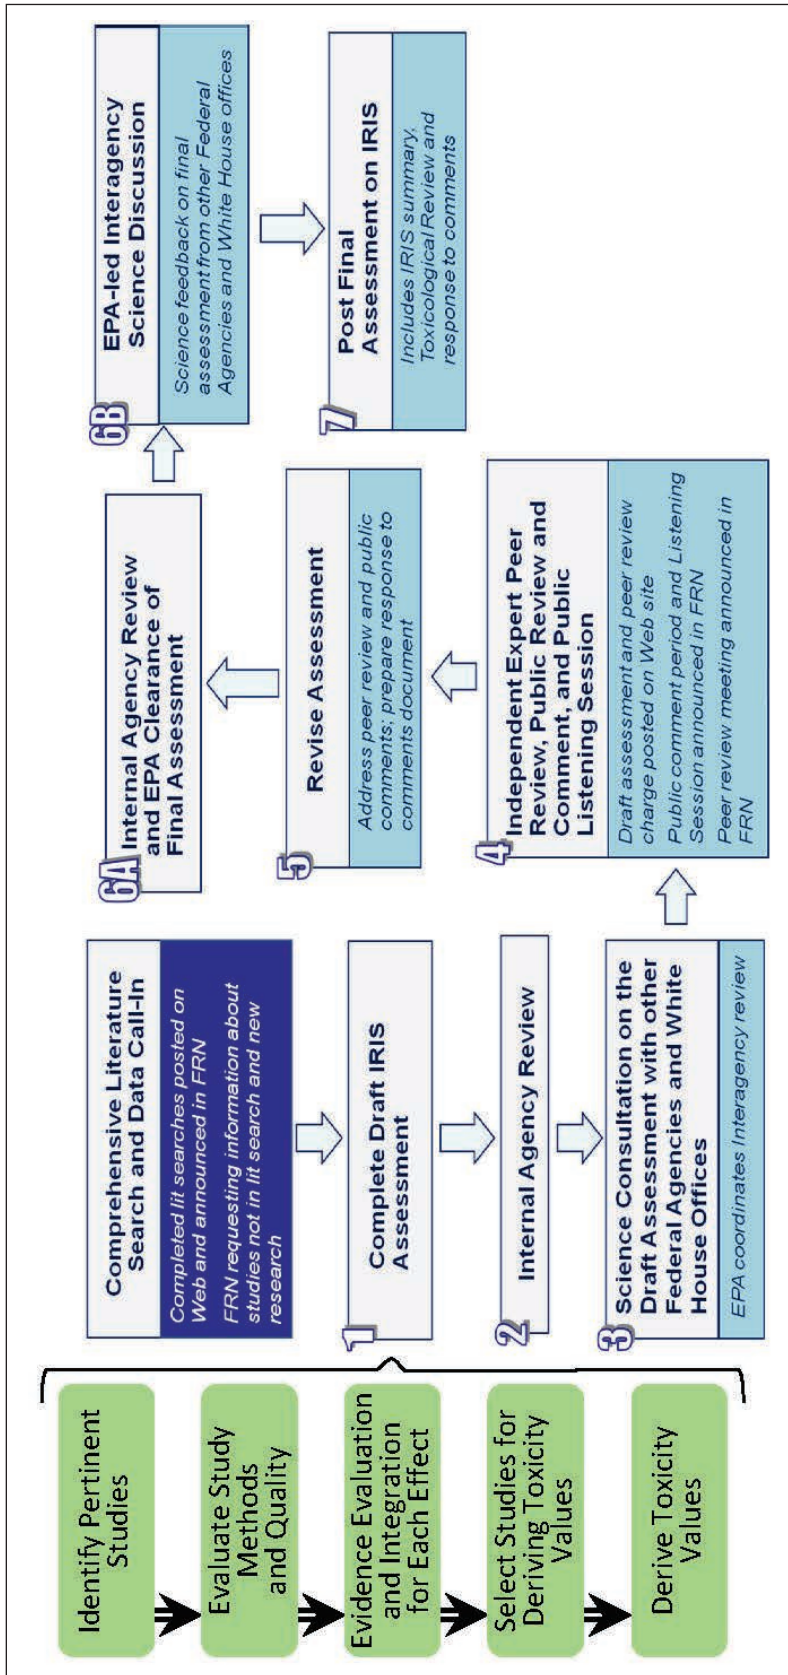 Identify Pertinent
Studies
Evaluate Study
Methods
and Quality
Evidence Evaluation
and Integration
for Each Effect
Select Studies for
Deriving Toxicity
Values
Derive Toxicity
Values
Comprehensive Literature
Search and Data Call-In
Completed lit searches posted on
Web and announced in FRN
FRN requesting information about
studies not in lit search and new
research
1
Complete Draft IRIS
Assessment
2
Internal Agency Review
3
Science Consultation on the
Draft Assessment with other
Federal Agencies and White
House Offices
EPA coordinates Interagency review
4
Independent Expert Peer
Review, Public Review and
Comment, and Public
Listening Session
Draft assessment and peer review
charge posted on Web site
Public comment period and Listening
Session announced in FRN
Peer review meeting announced in
FRN
5
Revise Assessment
Address peer review and public
comments; prepare response to
comments document
6A
Internal Agency Review
and EPA Clearance of
Final Assessment
6B
EPA-led Interagency
Science Discussion
Science feedback on final
assessment from other Federal
Agencies and White House offices
7
Post Final
Assessment on IRIS
Includes IRIS summary,
Toxicological Review and
response to comments